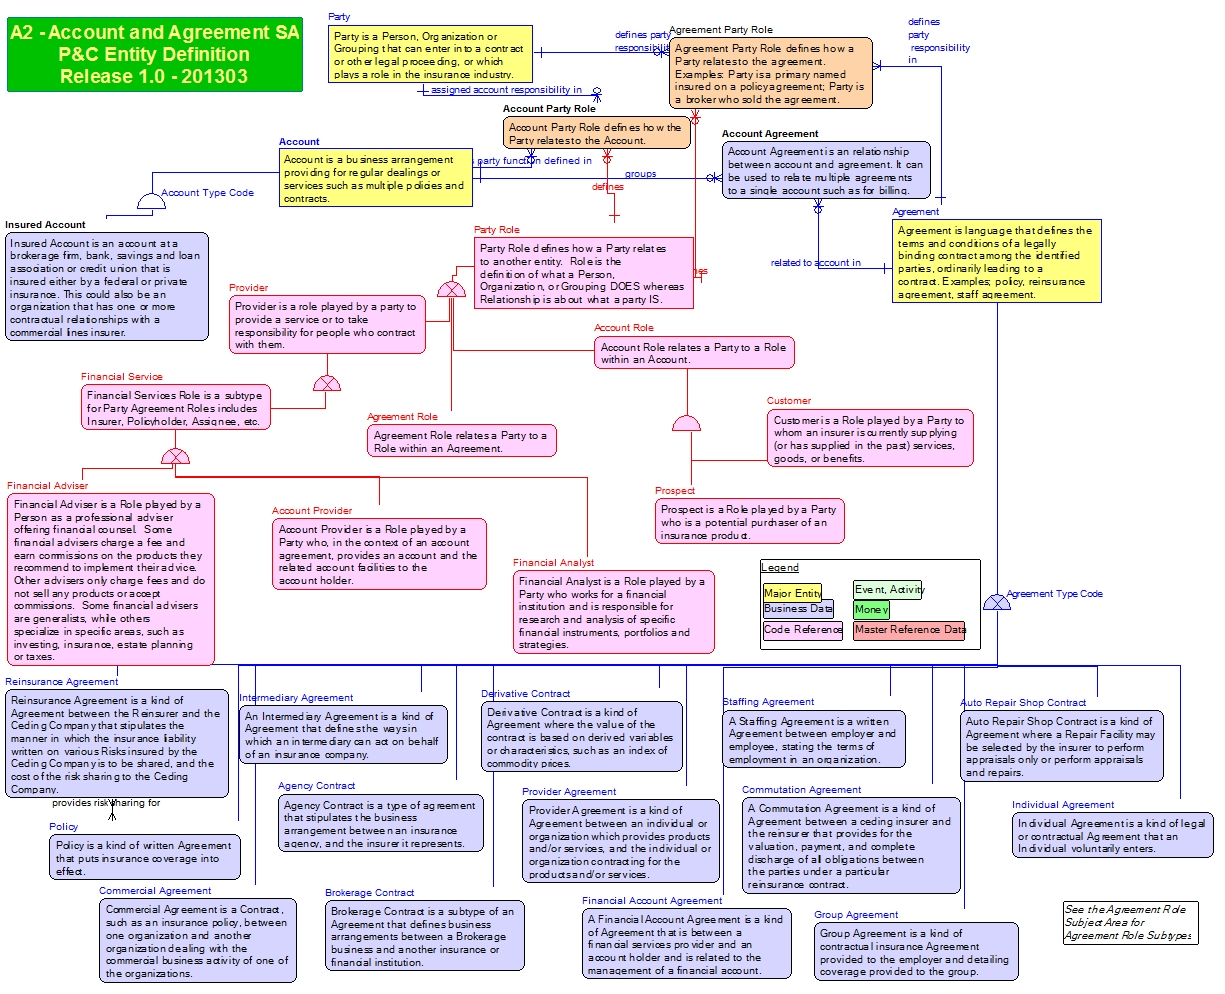 A2 - Account and Agreement SA
P&C Entity Definition
Release 1.0 - 201303
Party
Party is a Person, Organization or
Grouping that can enter into a contract
or other legal proceeding, or which
plays a role in the insurance industry.
defines party
responsibility
Agreement Party Role
Agreement Party Role defines how a
Party relates to the agreement.
Examples: Party is a primary named
insured on a policy agreement; Party is
a broker who sold the agreement.
defines
party
responsibility
in
assigned account responsibility in
Account Party Role
Account Party Role defines how the
Party relates to the Account.
Account
Account is a business arrangement
providing for regular dealings or
services such as multiple policies and
contracts.
s party function defined in
groups
defines
Account Agreement
Account Agreement is an relationship
between account and agreement. It can
be used to relate multiple agreements
to a single account such as for billing.
Account Type Code
Insured Account
Insured Account is an account at a
brokerage firm, bank, savings and loan
association or credit union that is
insured either by a federal or private
insurance. This could also be an
organization that has one or more
contractual relationships with a
commercial lines insurer.
Party Role
Party Role defines how a Party relates
to another entity.  Role is the
definition of what a Person,
Organization, or Grouping DOES whereas
Relationship is about what a party IS.
nes
related to account in
Agreement
Agreement is language that defines the
terms and conditions of a legally
binding contract among the identified
parties, ordinarily leading to a
contract. Examples; policy, reinsurance
agreement, staff agreement.
Provider
Provider is a role played by a party to
provide a service or to take
responsibility for people who contract
with them.
Account Role
Account Role relates a Party to a Role
within an Account.
Financial Service
Financial Services Role is a subtype
for Party Agreement Roles includes
Insurer, Policyholder, Assignee, etc.
Agreement Role
Agreement Role relates a Party to a
Role within an Agreement.
Customer
Customer is a Role played by a Party to
whom an insurer is currently supplying
(or has supplied in the past) services,
goods, or benefits.
Financial Adviser
Financial Adviser is a Role played by a
Person as a professional adviser
offering financial counsel.  Some
financial advisers charge a fee and
earn commissions on the products they
recommend to implement their advice.
Other advisers only charge fees and do
not sell any products or accept
commissions.  Some financial advisers
are generalists, while others
specialize in specific areas, such as
investing, insurance, estate planning
or taxes.
Account Provider
Account Provider is a Role played by a
Party who, in the context of an account
agreement, provides an account and the
related account facilities to the
account holder.
Prospect
Prospect is a Role played by a Party
who is a potential purchaser of an
insurance product.
Financial Analyst
Financial Analyst is a Role played by a
Party who works for a financial
institution and is responsible for
research and analysis of specific
financial instruments, portfolios and
strategies.
Legend
Major Entity
Event, Activity
Business Data
Money
Code Reference
Master Reference Data
Agreement Type Code
Reinsurance Agreement
Reinsurance Agreement is a kind of
Agreement between the Reinsurer and the
Ceding Company that stipulates the
manner in which the insurance liability
written on various Risks insured by the
Ceding Company is to be shared, and the
cost of the risk sharing to the Ceding
Company.
Intermediary Agreement
An Intermediary Agreement is a kind of
Agreement that defines the ways in
which an intermediary can act on behalf
of an insurance company.
Derivative Contract
Derivative Contract is a kind of
Agreement where the value of the
contract is based on derived variables
or characteristics, such as an index of
commodity prices.
Staffing Agreement
A Staffing Agreement is a written
Agreement between employer and
employee, stating the terms of
employment in an organization.
Auto Repair Shop Contract
Auto Repair Shop Contract is a kind of
Agreement where a Repair Facility may
be selected by the insurer to perform
appraisals only or perform appraisals
and repairs.
provides risk sharing for
Agency Contract
Agency Contract is a type of agreement
that stipulates the business
arrangement between an insurance
agency, and the insurer it represents.
Provider Agreement
Provider Agreement is a kind of
Agreement between an individual or
organization which provides products
and/or services, and the individual or
organization contracting for the
products and/or services.
Commutation Agreement
A Commutation Agreement is a kind of
Agreement between a ceding insurer and
the reinsurer that provides for the
valuation, payment, and complete
discharge of all obligations between
the parties under a particular
reinsurance contract.
Individual Agreement
Individual Agreement is a kind of legal
or contractual Agreement that an
Individual voluntarily enters.
Policy
Policy is a kind of written Agreement
that puts insurance coverage into
effect.
Commercial Agreement
Commercial Agreement is a Contract,
such as an insurance policy, between
one organization and another
organization dealing with the
commercial business activity of one of
the organizations.
Brokerage Contract
Brokerage Contract is a subtype of an
Agreement that defines business
arrangements between a Brokerage
business and another insurance or
financial institution.
Financial Account Agreement
A Financial Account Agreement is a kind
of Agreement that is between a
financial services provider and an
account holder and is related to the
management of a financial account.
Group Agreement
Group Agreement is a kind of
contractual insurance Agreement
provided to the employer and detailing
coverage provided to the group.
See the Agreement Role
Subject Area for
Agreement Role Subtypes